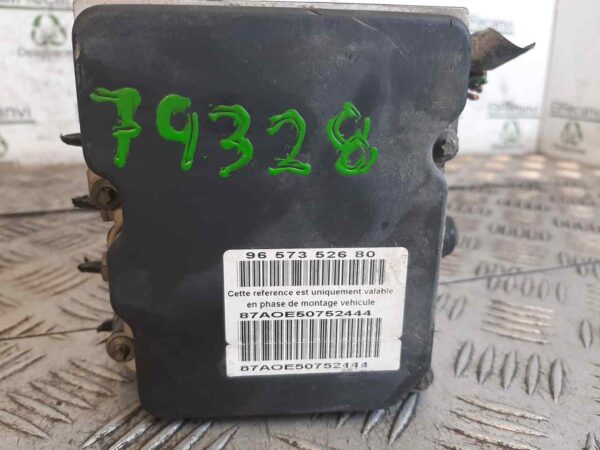 79328
96 573 526 80
Cette reference est uniquement valable
en phase de montage vehicule
87AOE50752444
87AOE50752444